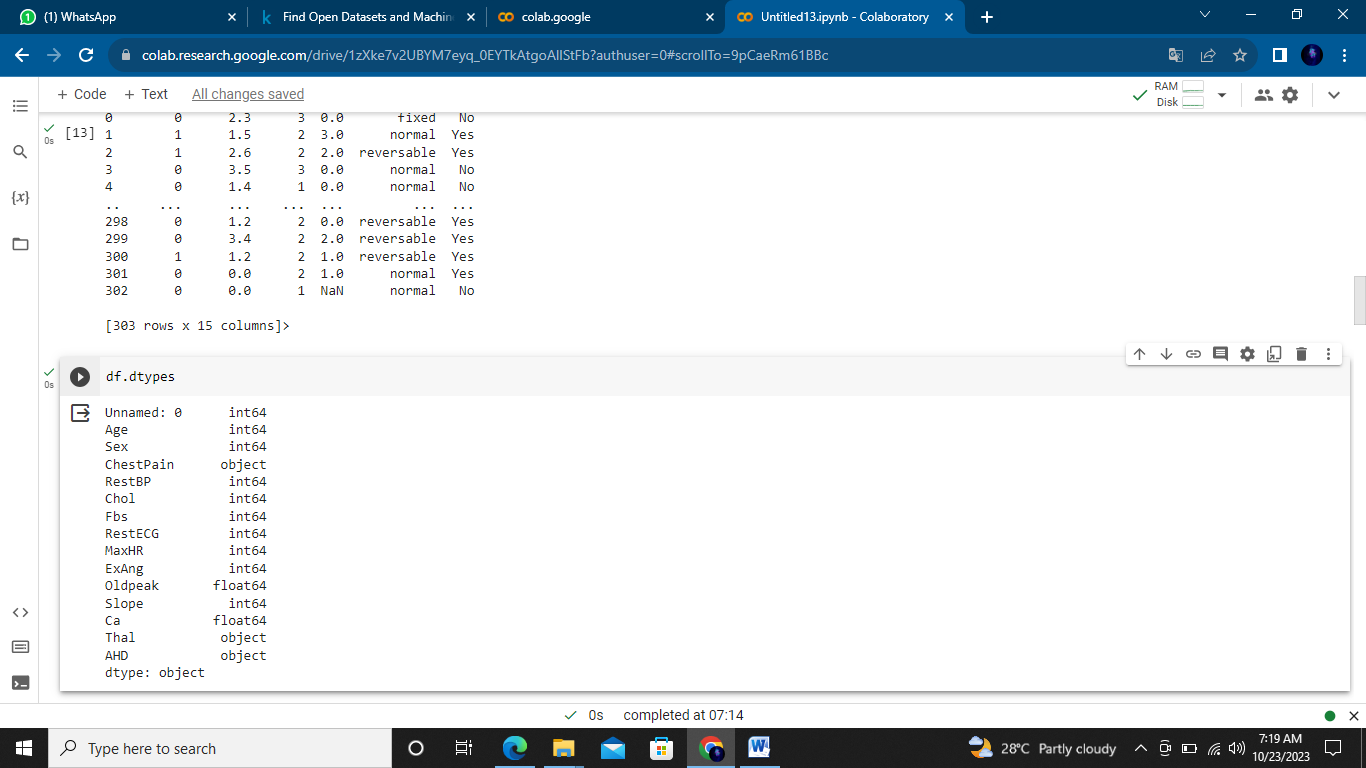 (1) WhatsApp
Find Open Datasets and Machin
colab.google
Untitled13.ipynb - Colaboratory
colab.research.google.com/drive/1zXke7v2UBYM7eyq_0EYTkAtgoAlIStFb?authuser=0#scrollTo=9pCaeRm61BBc
+ Code + Text All changes saved
RAM
Disk
0 0 2.3 3 0.0 fixed No
[13] 1 1 1.5 2 3.0 normal Yes
0s
2 1 2.6 2 2.0 reversable Yes
3 0 3.5 3 0.0 normal No
4 0 1.4 1 0.0 normal No
.. ... ... ... ... ... ...
298 0 1.2 2 0.0 reversable Yes
299 0 3.4 2 2.0 reversable Yes
300 1 1.2 2 1.0 reversable Yes
301 0 0.0 2 1.0 normal Yes
302 0 0.0 1 NaN normal No
[303 rows x 15 columns]>
0s
df.dtypes
Unnamed: 0 int64
Age int64
Sex int64
ChestPain object
RestBP int64
Chol int64
Fbs int64
RestECG int64
MaxHR int64
ExAng int64
Oldpeak float64
Slope int64
Ca float64
Thal object
AHD object
dtype: object
0s completed at 07:14
Type here to search
28°C Partly cloudy
7:19 AM
10/23/2023